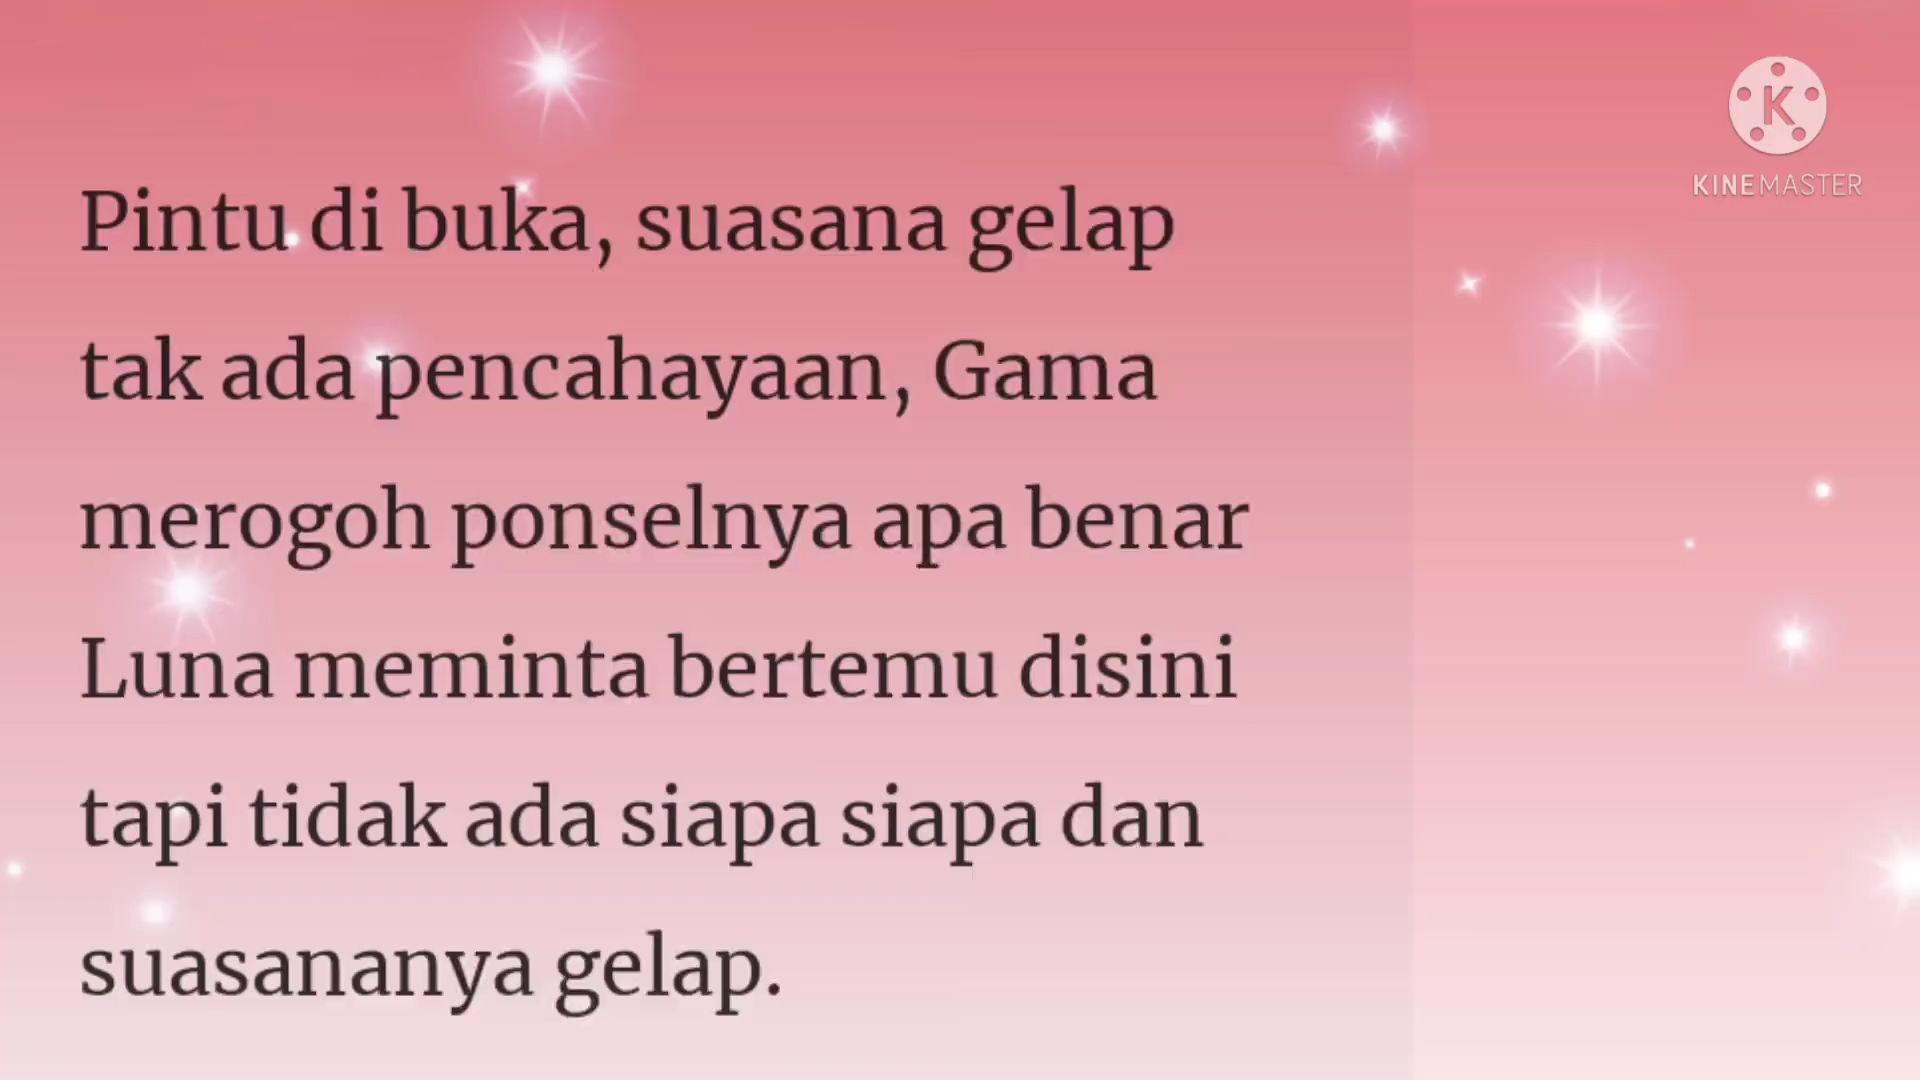 Pintu di buka, suasana gelap
tak ada pencahayaan, Gama
merogoh ponselnya apa benar
Luna meminta bertemu disini
tapi tidak ada siapa siapa dan
suasananya gelap.
K
KINEMASTER